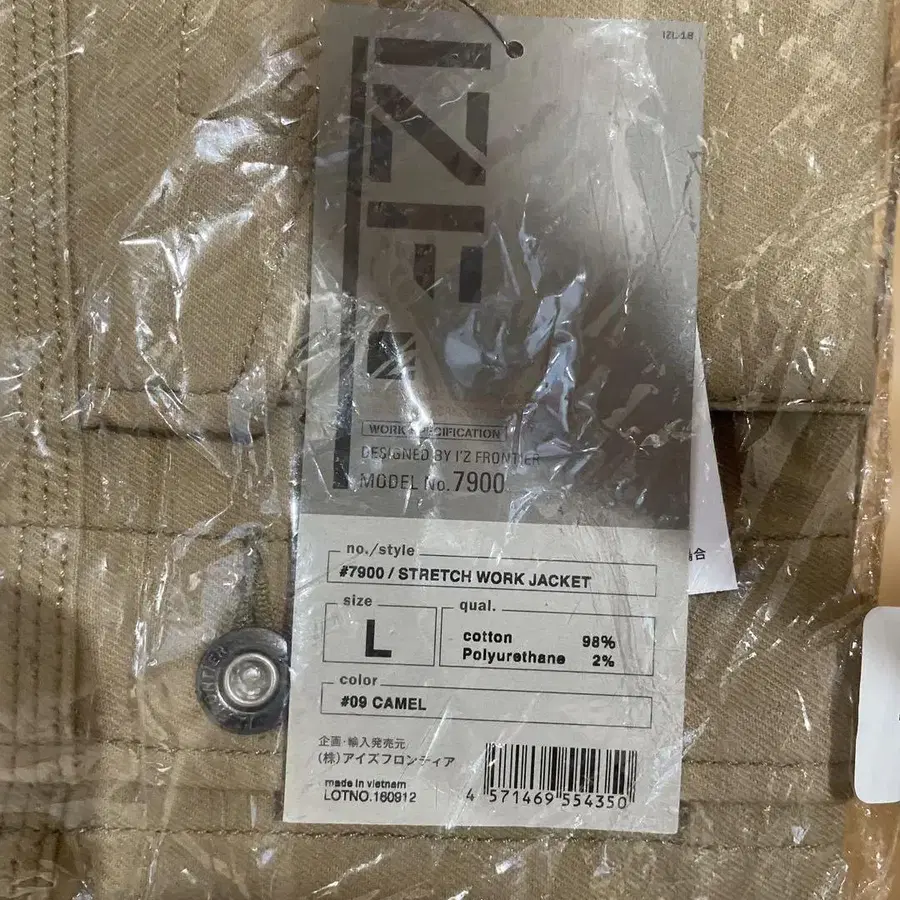 IZL18
I'Z F
WORK SPECIFICATION
DESIGNED BY I'Z FRONTIER
MODEL No.7900
合
no./style
#7900 / STRETCH WORK JACKET
size
L
qual.
cotton 98%
Polyurethane 2%
color
#09 CAMEL
企画・輸入発売元
(株)アイズフロンティア
made in vietnam
LOTNO.160912
4 571469 554350